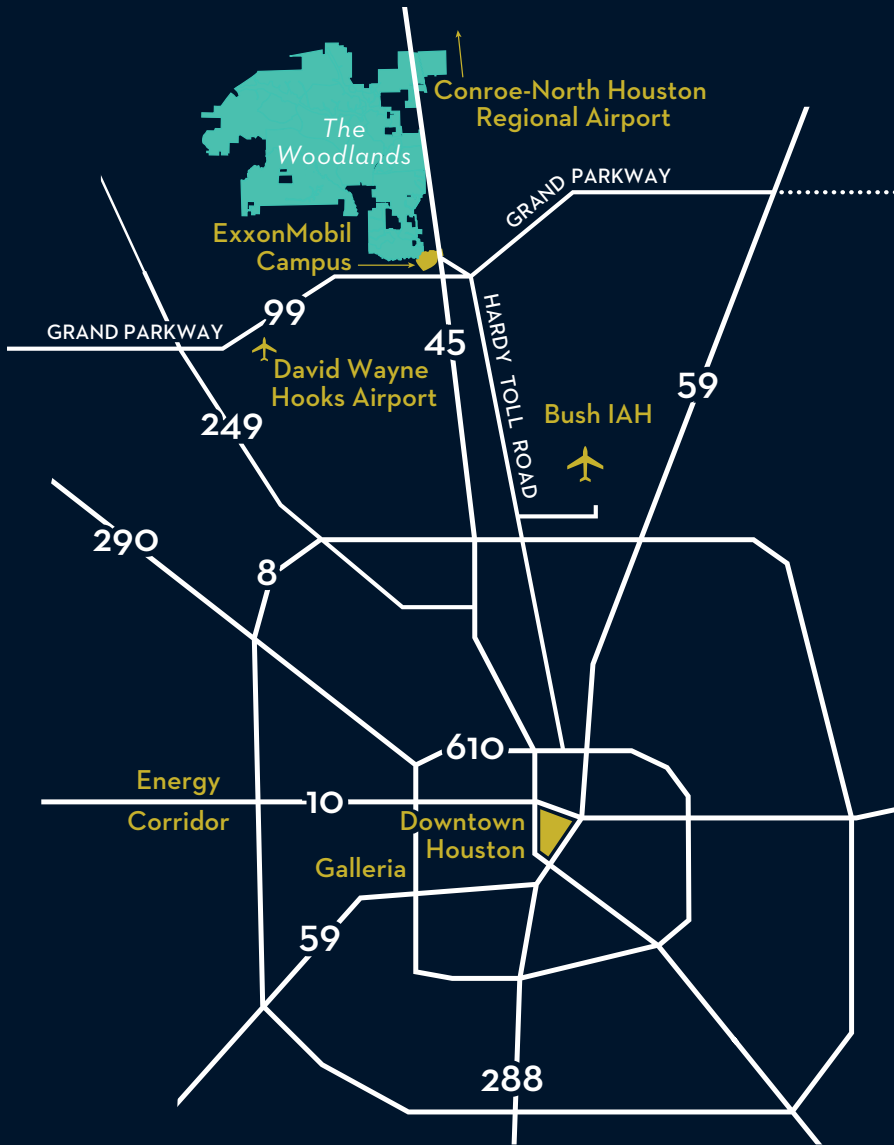 Conroe-North Houston
Regional Airport
The
Woodlands
GRAND PARKWAY
ExxonMobil
Campus
99
GRAND PARKWAY
45
HARDY TOLL ROAD
David Wayne
Hooks Airport
59
Bush IAH
249
290
8
610
Energy
Corridor
10
Downtown
Houston
Galleria
59
288